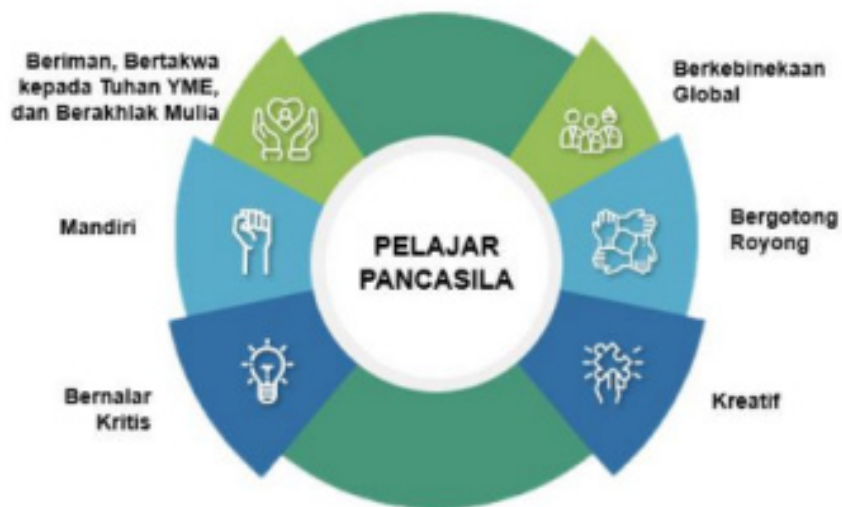 Beriman, Bertakwa
kepada Tuhan YME,
dan Berakhlak Mulia
Berkebinekaan
Global
Mandiri
PELAJAR
PANCASILA
Bergotong
Royong
Bernalar
Kritis
Kreatif